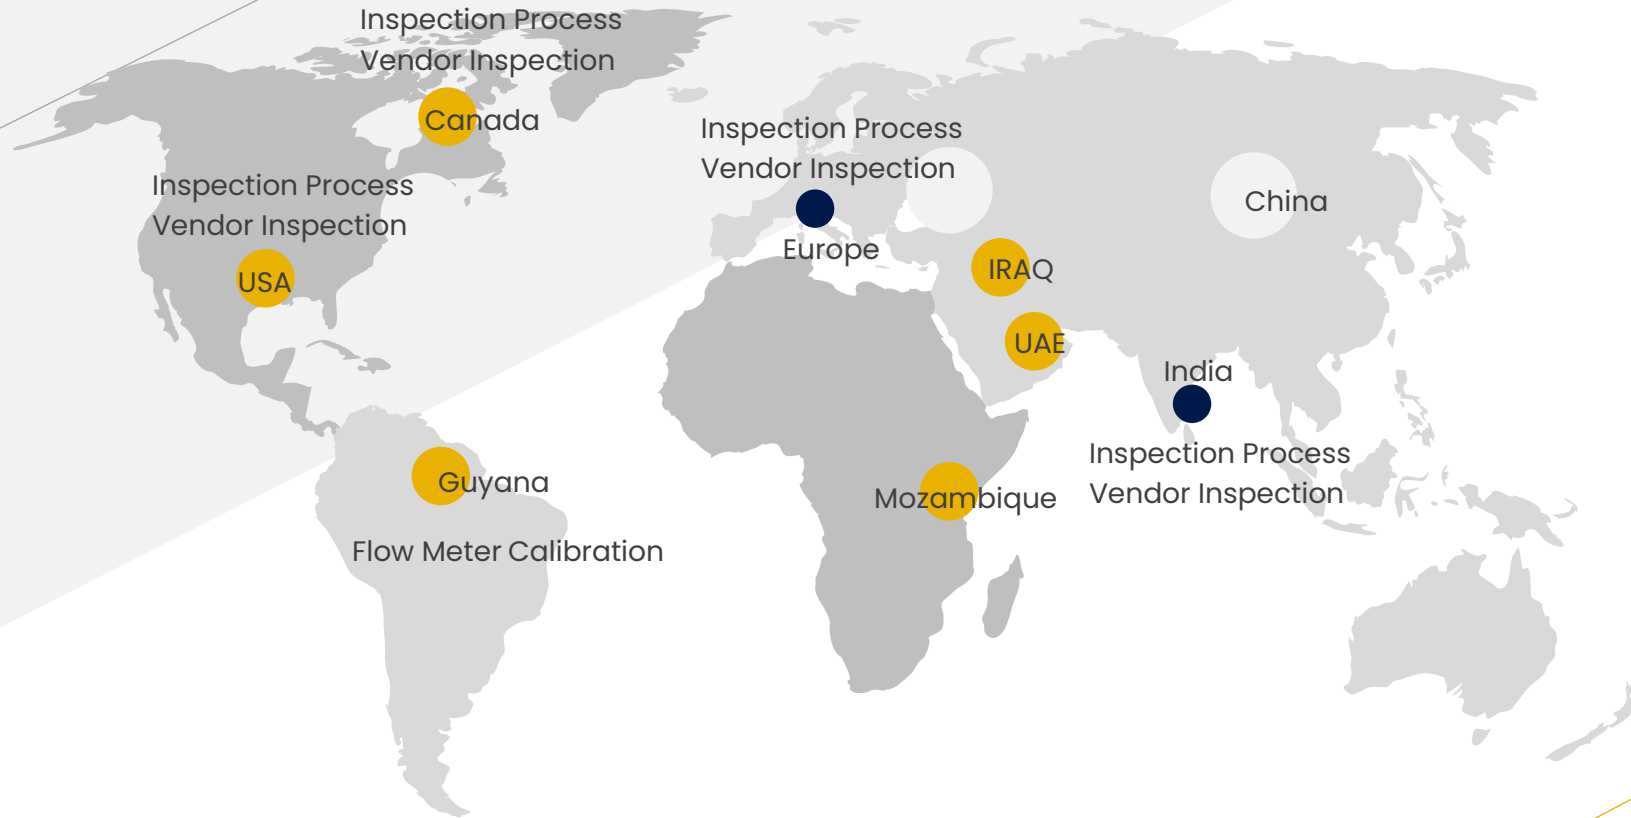 Inspection Process
Vendor Inspection
Canada
Inspection Process
Vendor Inspection
USA
Inspection Process
Vendor Inspection
Europe
China
IRAQ
UAE
India
Inspection Process
Vendor Inspection
Guyana
Flow Meter Calibration
Mozambique